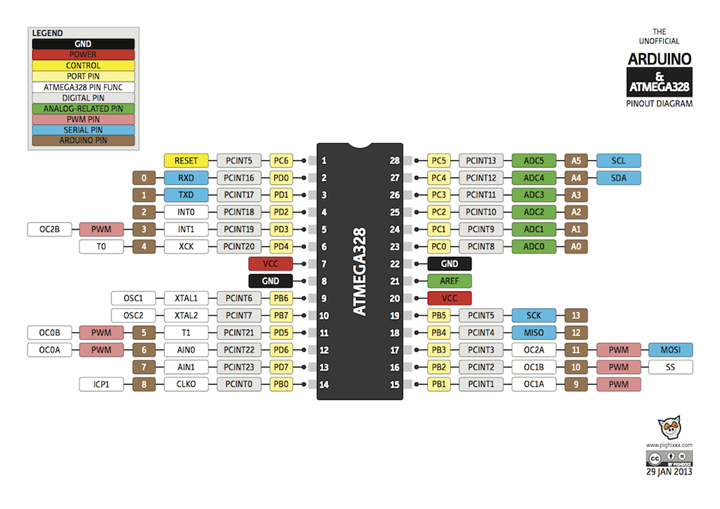 LEGEND
GND
POWER
CONTROL
PORT PIN
ATMEGA328 PIN FUNC
DIGITAL PIN
ANALOG-RELATED PIN
PWM PIN
SERIAL PIN
ARDUINO PIN
THE
UNOFFICIAL
ARDUINO
&
ATMEGA328
PINOUT DIAGRAM
RESET PCINT5 PC6 1 28 PC5 PCINT13 ADC5 A5 SCL
0 RXD PCINT16 PD0 2 27 PC4 PCINT12 ADC4 A4 SDA
1 TXD PCINT17 PD1 3 26 PC3 PCINT11 ADC3 A3
2 INT0 PCINT18 PD2 4 25 PC2 PCINT10 ADC2 A2
OC2B PWM 3 INT1 PCINT19 PD3 5 24 PC1 PCINT9 ADC1 A1
T0 4 XCK PCINT20 PD4 6 23 PC0 PCINT8 ADC0 A0
VCC 7 22 GND
GND 8 21 AREF
OSC1 XTAL1 PCINT6 PB6 9 20 VCC
OSC2 XTAL2 PCINT7 PB7 10 19 PB5 PCINT5 SCK 13
OC0B PWM 5 T1 PCINT21 PD5 11 18 PB4 PCINT4 MISO 12
OC0A PWM 6 AIN0 PCINT22 PD6 12 17 PB3 PCINT3 OC2A 11 PWM MOSI
7 AIN1 PCINT23 PD7 13 16 PB2 PCINT2 OC1B 10 PWM SS
ICP1 8 CLKO PCINT0 PB0 14 15 PB1 PCINT1 OC1A 9 PWM
ATMEGA328
www.pighixxx.com
cc
BY PIGHIXXX
29 JAN 2013